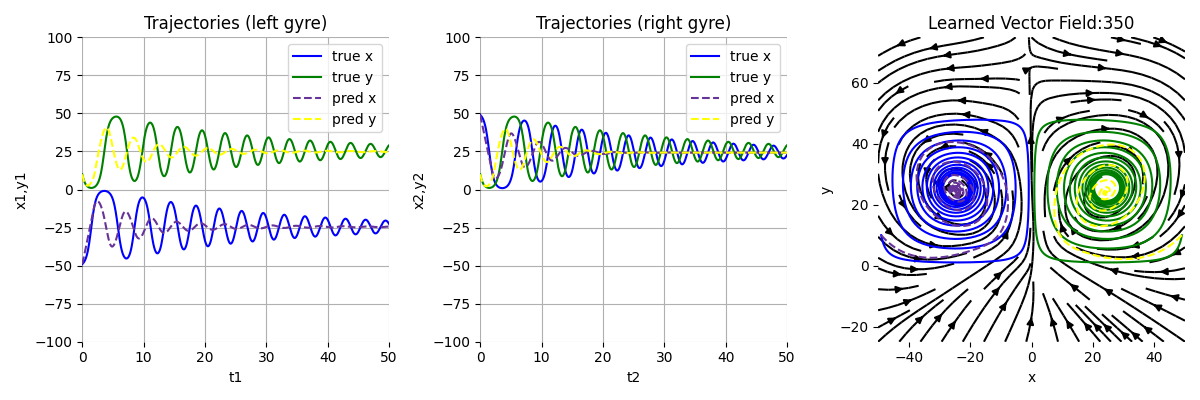 Trajectories (left gyre)
100
75
50
25
0
−25
−50
−75
−100
x1,y1
0
10
20
30
40
50
t1
true x
true y
pred x
pred y
Trajectories (right gyre)
100
75
50
25
0
−25
−50
−75
−100
x2,y2
0
10
20
30
40
50
t2
true x
true y
pred x
pred y
Learned Vector Field:350
60
40
20
0
−20
y
−40
−20
0
20
40
x